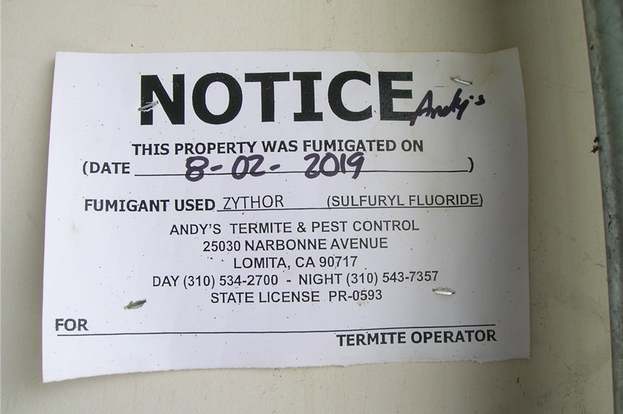 NOTICE Andy's
THIS PROPERTY WAS FUMIGATED ON
(DATE 8-02-2019)
FUMIGANT USED ZYTHOR (SULFURYL FLUORIDE)
ANDY'S TERMITE & PEST CONTROL
25030 NARBONNE AVENUE
LOMITA, CA 90717
DAY (310) 534-2700 - NIGHT (310) 543-7357
STATE LICENSE PR-0593
FOR
TERMITE OPERATOR